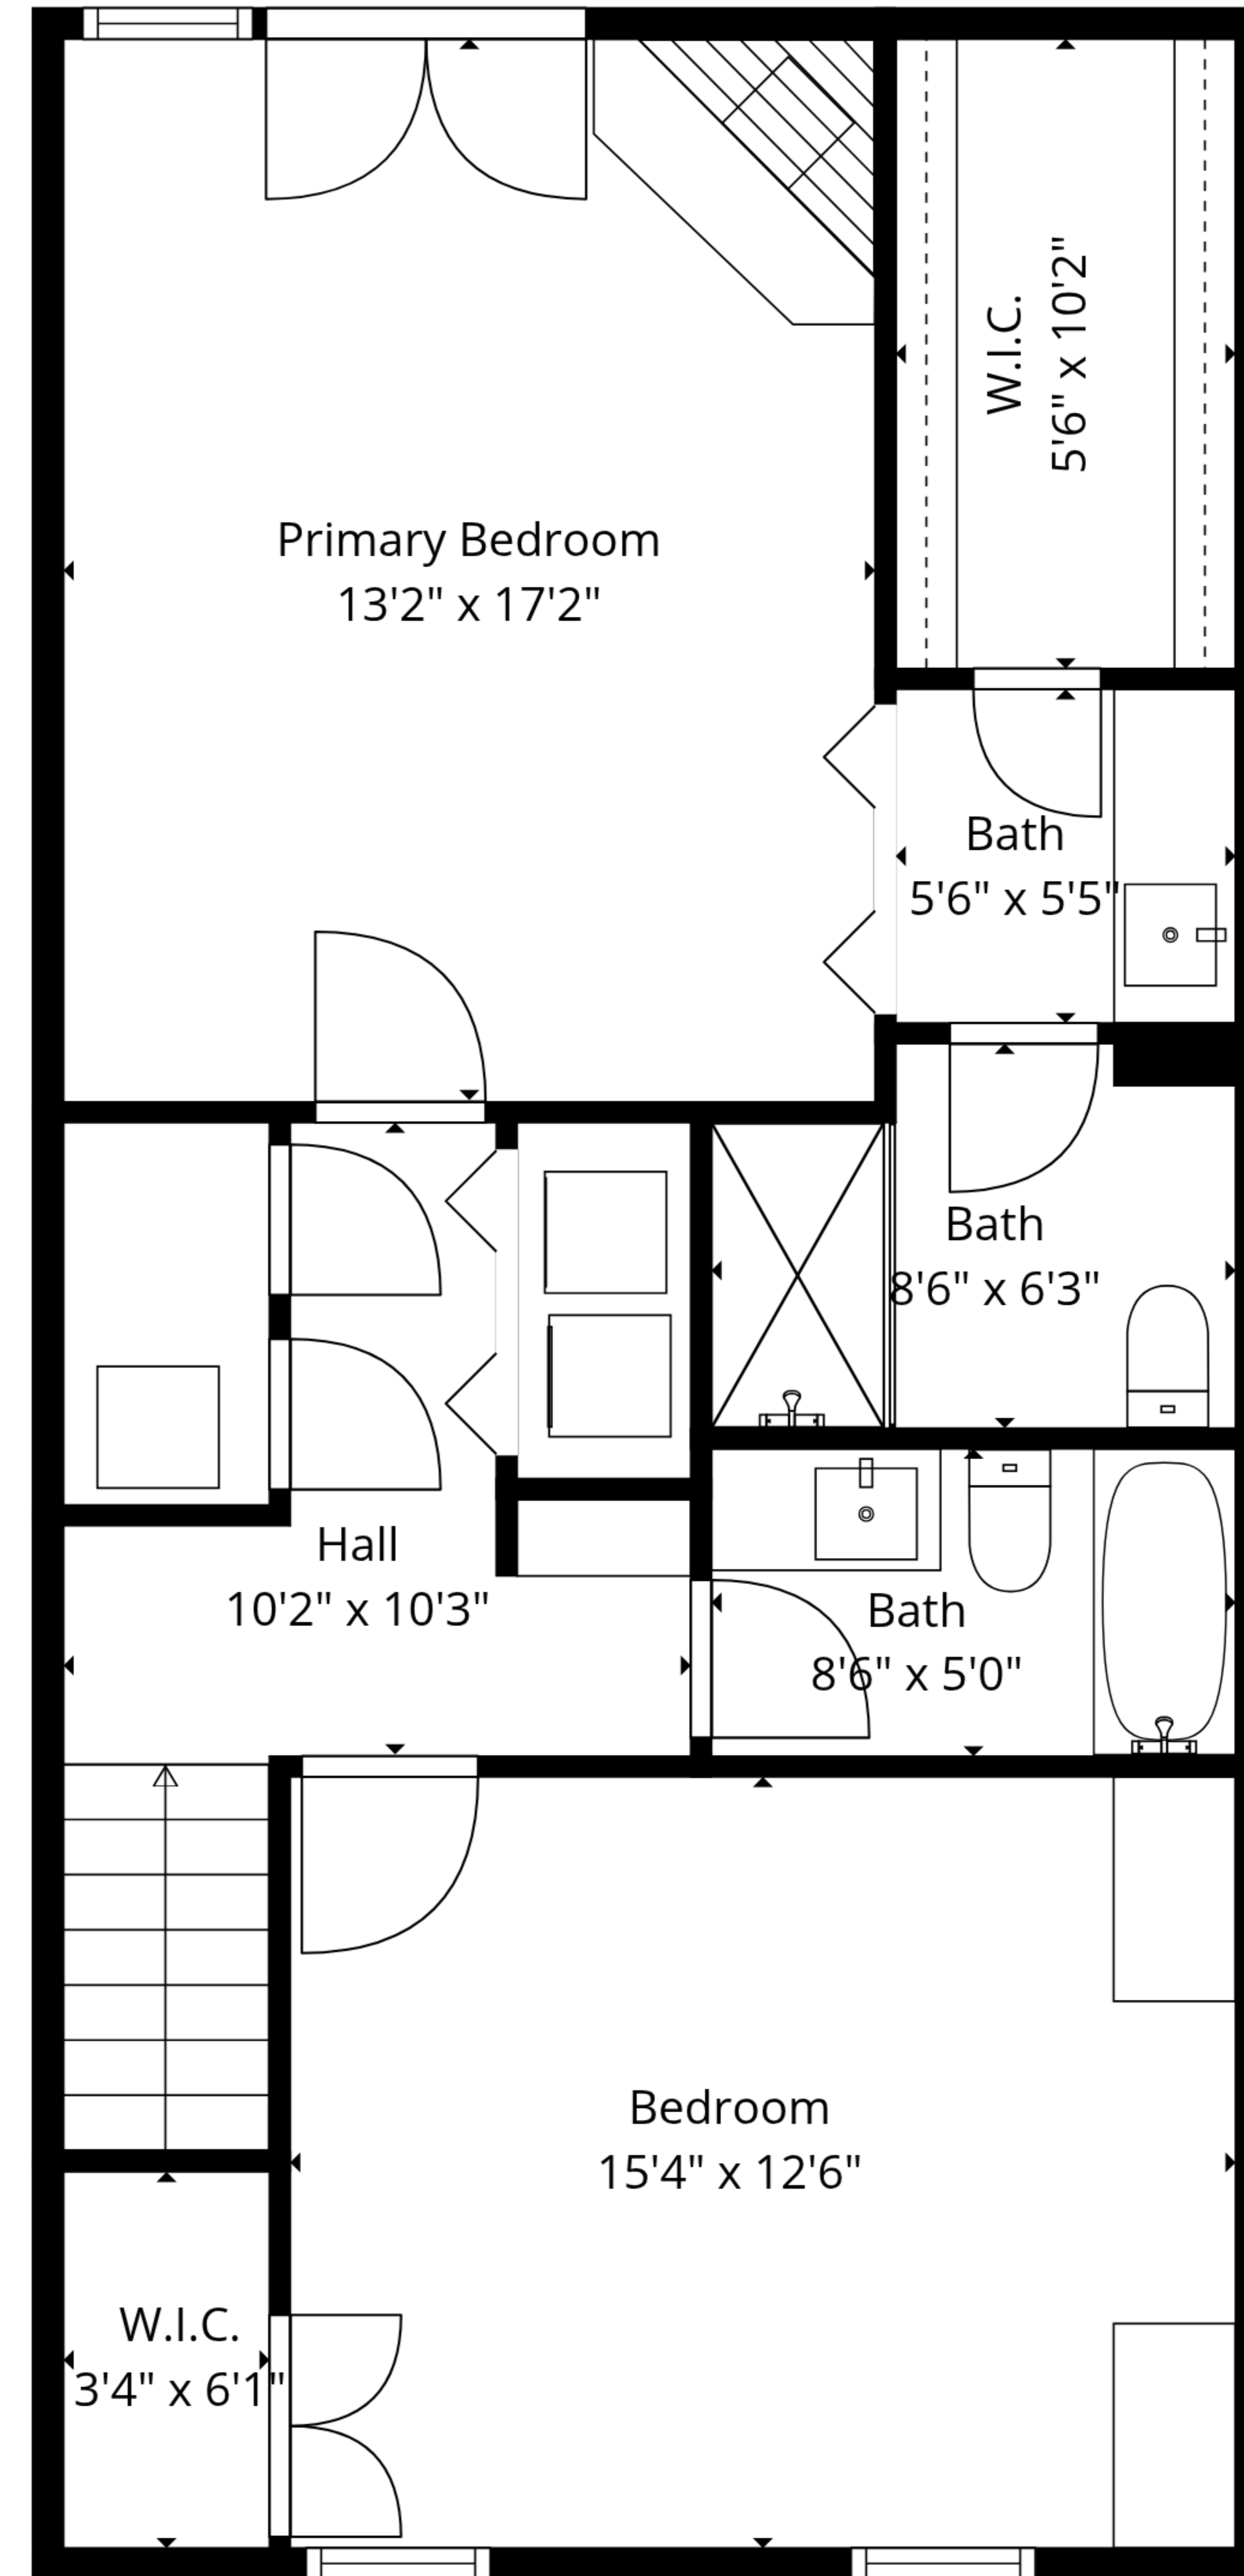 W.I.C.
5'6" x 10'2"
Primary Bedroom
13'2" x 17'2"
Bath
5'6" x 5'5"
Bath
8'6" x 6'3"
Hall
10'2" x 10'3"
Bath
8'6" x 5'0"
Bedroom
15'4" x 12'6"
W.I.C.
3'4" x 6'1"